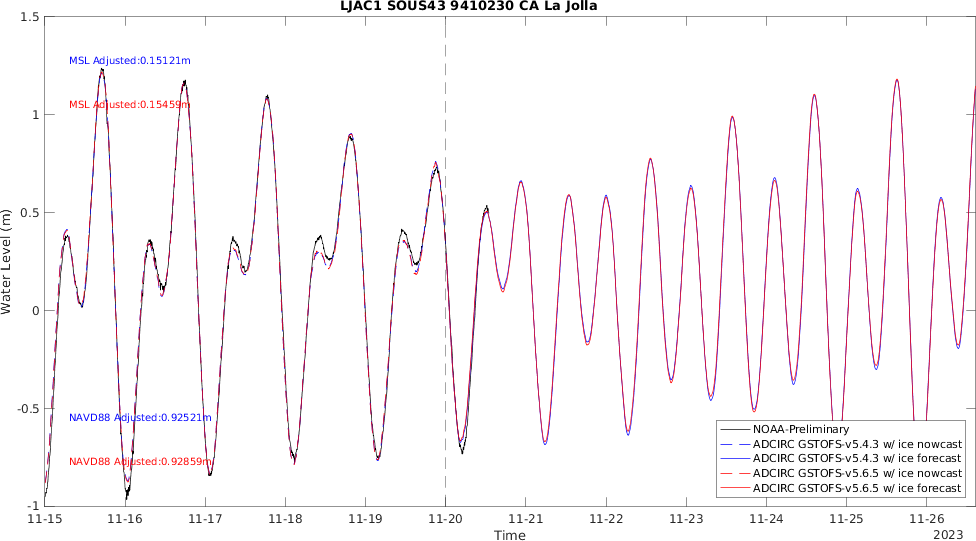 LJAC1 SOUS43 9410230 CA La Jolla
1.5
MSL Adjusted:0.15121m
MSL Adjusted:0.15459m
1
0.5
Water Level (m)
0
-0.5
NAVD88 Adjusted:0.92521m
NAVD88 Adjusted:0.92859m
-1
NOAA-Preliminary
ADCIRC GSTOFS-v5.4.3 w/ ice nowcast
ADCIRC GSTOFS-v5.4.3 w/ ice forecast
ADCIRC GSTOFS-v5.6.5 w/ ice nowcast
ADCIRC GSTOFS-v5.6.5 w/ ice forecast
11-15 11-16 11-17 11-18 11-19 11-20 11-21 11-22 11-23 11-24 11-25 11-26
Time
2023